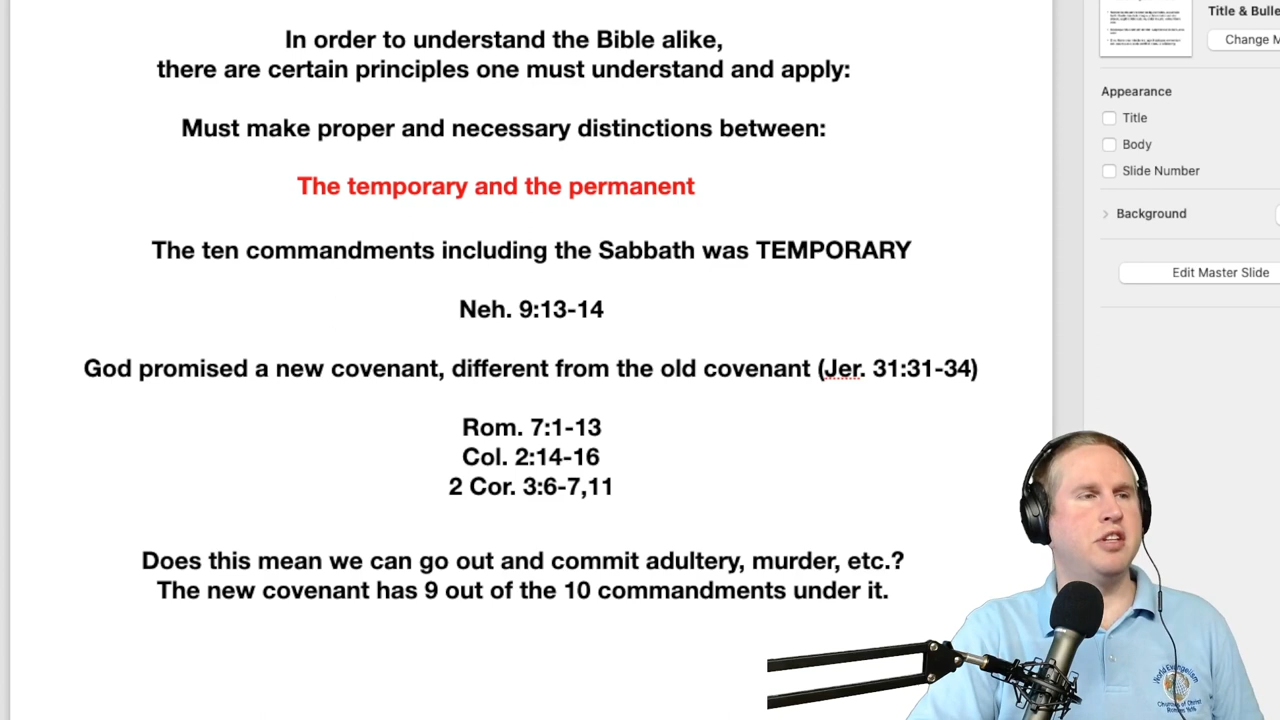 In order to understand the Bible alike,
there are certain principles one must understand and apply:
Must make proper and necessary distinctions between:
The temporary and the permanent
The ten commandments including the Sabbath was TEMPORARY
Neh. 9:13-14
God promised a new covenant, different from the old covenant (Jer. 31:31-34)
Rom. 7:1-13
Col. 2:14-16
2 Cor. 3:6-7,11
Does this mean we can go out and commit adultery, murder, etc.?
The new covenant has 9 out of the 10 commandments under it.
Title & Bulle
Change M
Appearance
Title
Body
Slide Number
Background
Edit Master Slide
World Evangelism
Churches of Christ